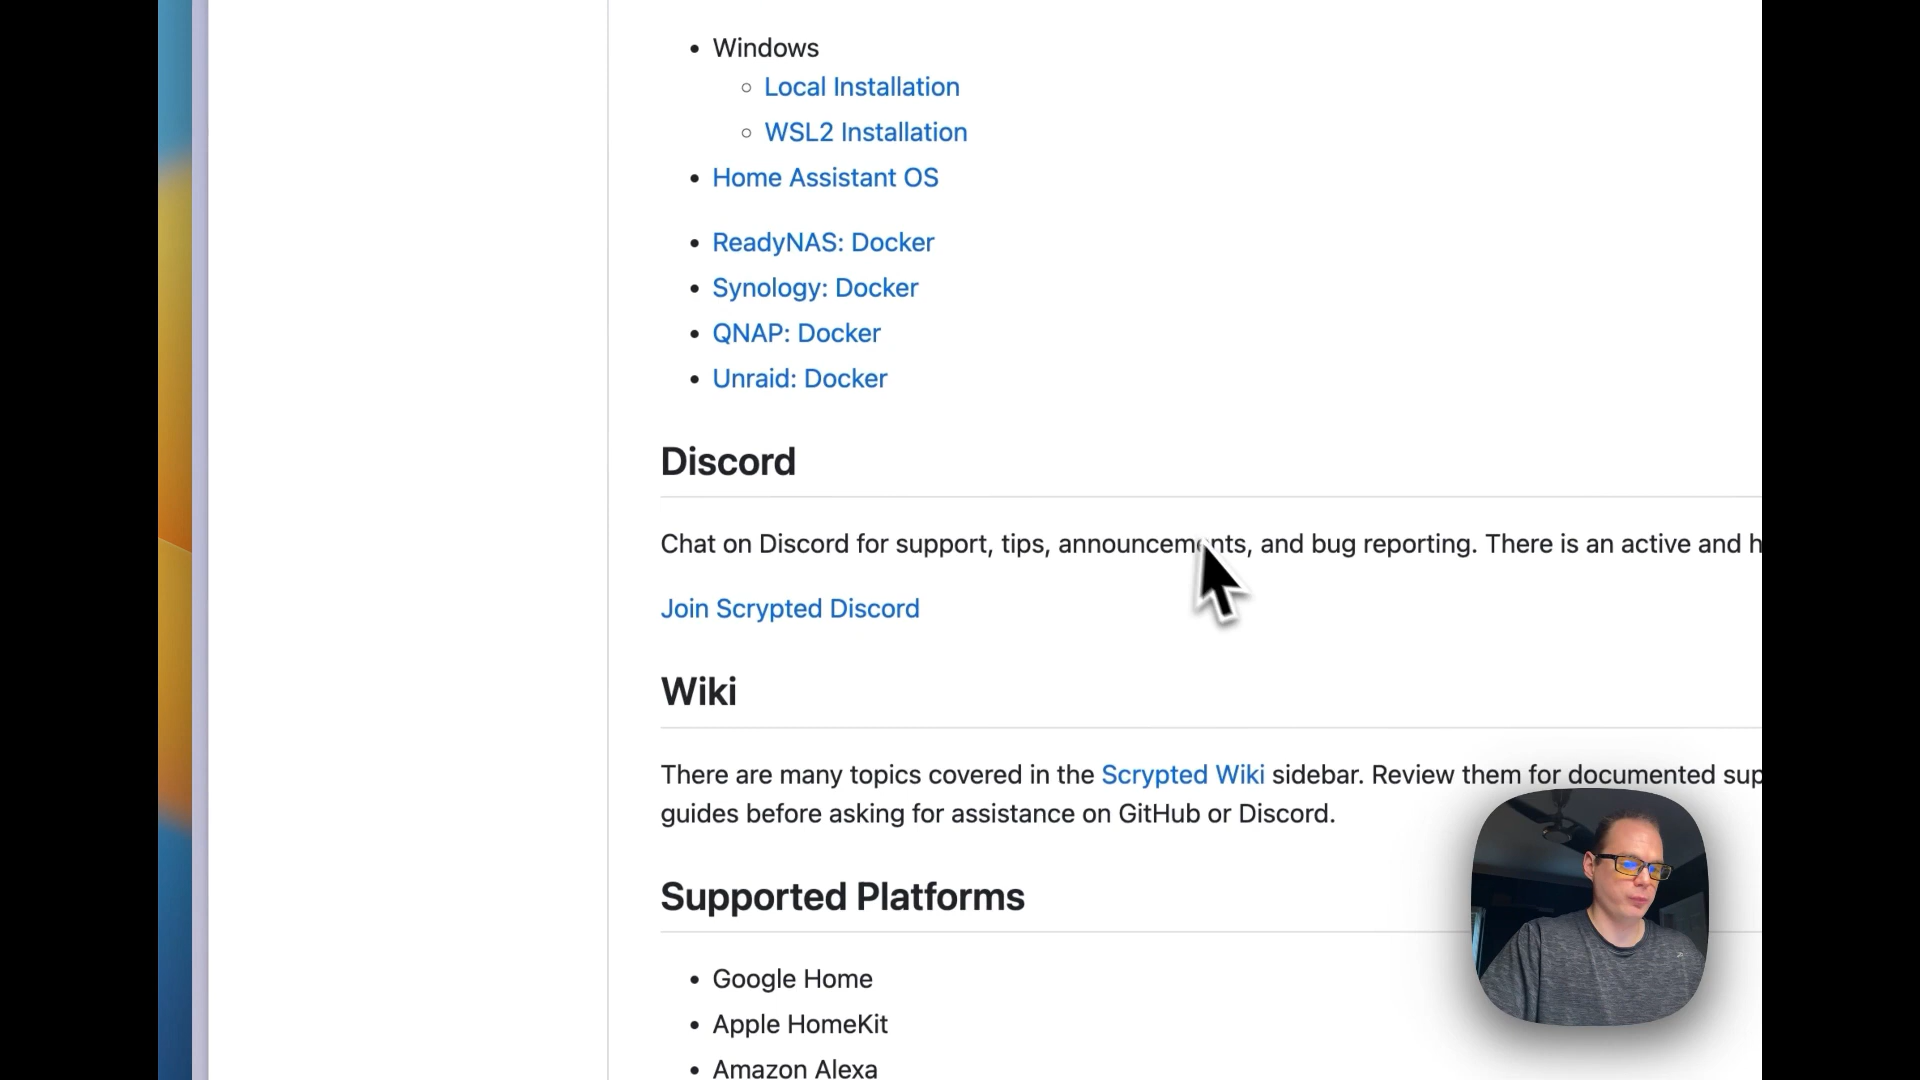 Windows
Local Installation
WSL2 Installation
Home Assistant OS
ReadyNAS: Docker
Synology: Docker
QNAP: Docker
Unraid: Docker
Discord
Chat on Discord for support, tips, announcements, and bug reporting. There is an active and
Join Scrypted Discord
Wiki
There are many topics covered in the Scrypted Wiki sidebar. Review them for documented
guides before asking for assistance on GitHub or Discord.
Supported Platforms
Google Home
Apple HomeKit
Amazon Alexa